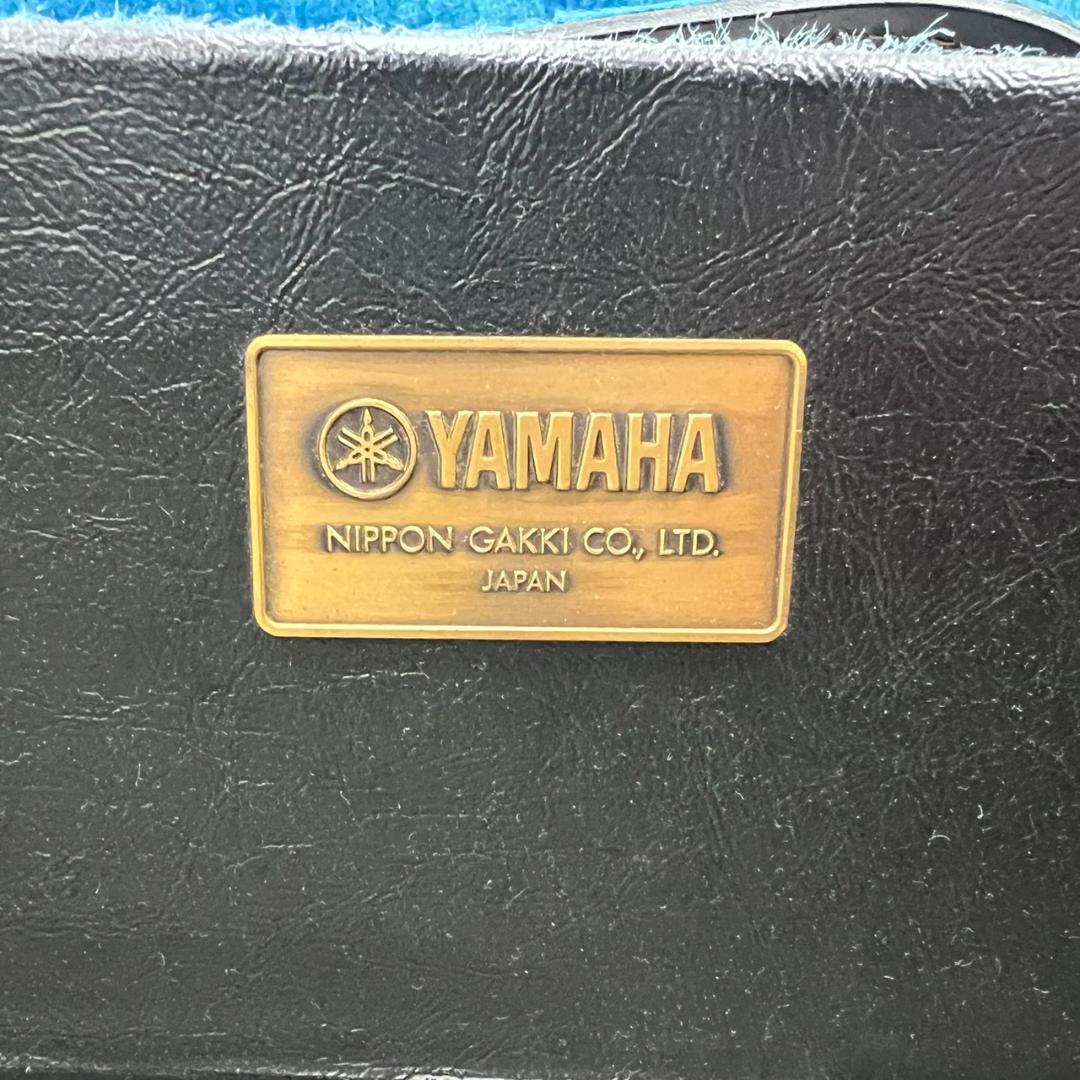 YAMAHA
NIPPON GAKKI CO., LTD.
JAPAN